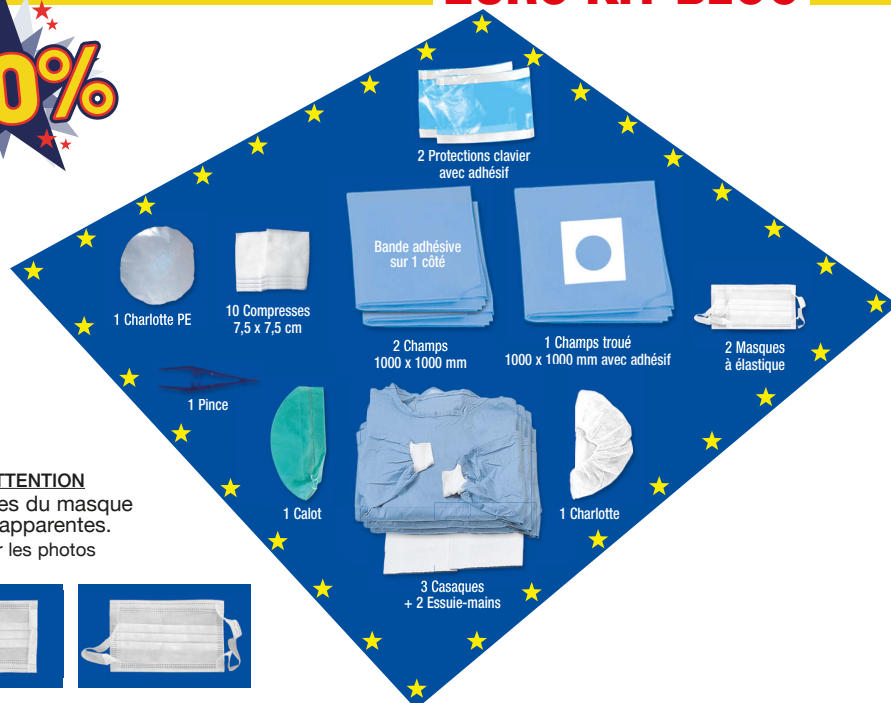 0%
2 Protections clavier
avec adhésif
Bande adhésive
sur 1 côté
1 Charlotte PE
10 Compresses
7,5 x 7,5 cm
2 Champs
1000 x 1000 mm
1 Champs troué
1000 x 1000 mm avec adhésif
2 Masques
à élastique
1 Pince
1 Calot
1 Charlotte
3 Casaques
+ 2 Essuie-mains
TTENTION
es du masque
apparentes.
les photos